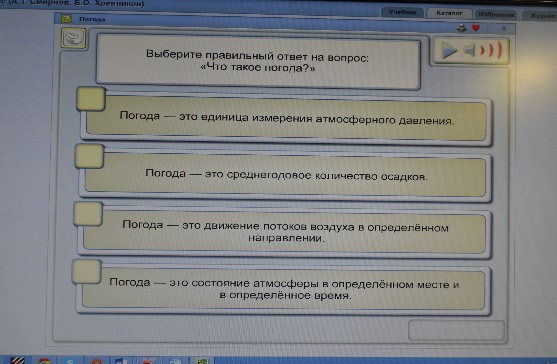 (А.Т. Смирнов, Б.О. Хренников)
Учебник Каталог Избранное Журнал
Погода
Выберите правильный ответ на вопрос:
«Что такое погода?»
Погода — это единица измерения атмосферного давления.
Погода — это среднегодовое количество осадков.
Погода — это движение потоков воздуха в определённом
направлении.
Погода — это состояние атмосферы в определённом месте и
в определённое время.